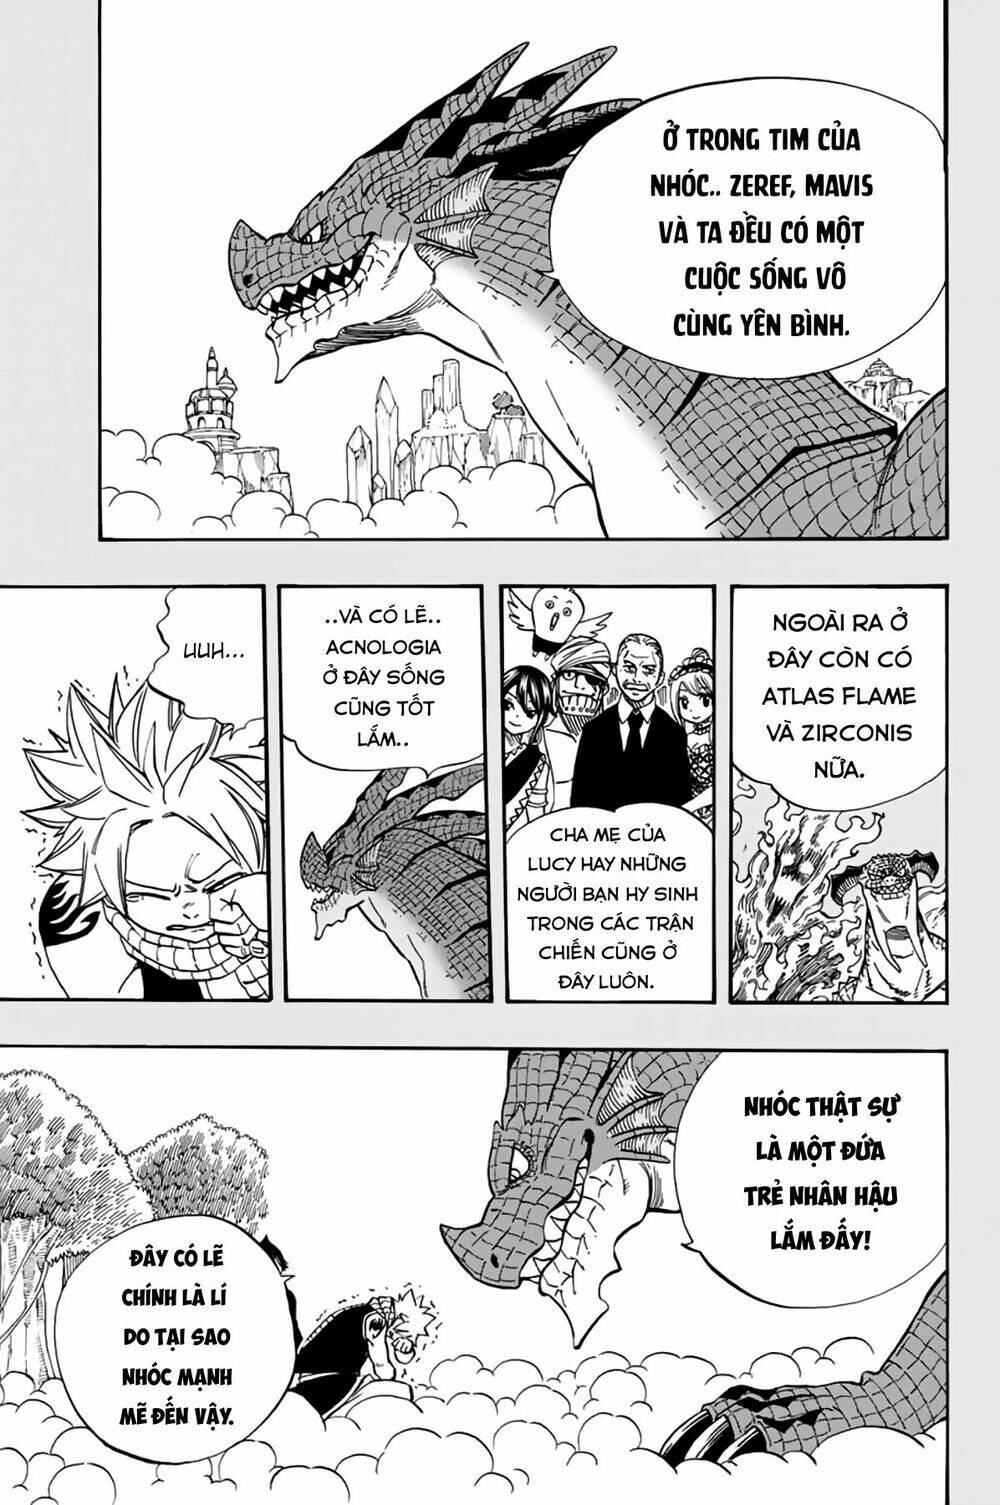 Ở TRONG TIM CỦA
NHÓC.. ZEREF, MAVIS
VÀ TA ĐỀU CÓ MỘT
CUỘC SỐNG VÔ
CÙNG YÊN BÌNH.
NGOÀI RA Ở
ĐÂY CÒN CÓ
ATLAS FLAME
VÀ ZIRCONIS
NỮA.
CHA MẸ CỦA
LUCY HAY NHỮNG
NGƯỜI BẠN HY SINH
TRONG CÁC TRẬN
CHIẾN CŨNG Ở
ĐÂY LUÔN.
..VÀ CÓ LẼ..
ACNOLOGIA
Ở ĐÂY SỐNG
CŨNG TỐT
LẮM..
UUH...
NHÓC THẬT SỰ
LÀ MỘT ĐỨA
TRẺ NHÂN HẬU
LẮM ĐẤY!
ĐÂY CÓ LẼ
CHÍNH LÀ LÍ
DO TẠI SAO
NHÓC MẠNH
MẼ ĐẾN VẬY.